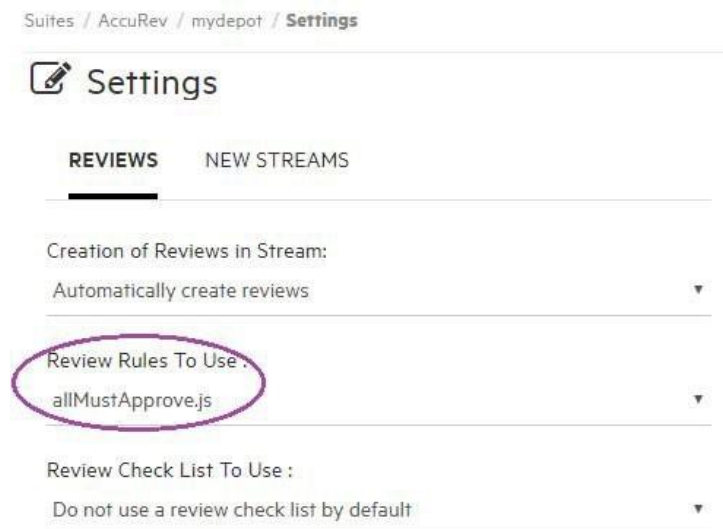 Suites / AccuRev / mydepot / Settings
Settings
REVIEWS NEW STREAMS
Creation of Reviews in Stream:
Automatically create reviews
Review Rules To Use :
allMustApprove.js
Review Check List To Use :
Do not use a review check list by default